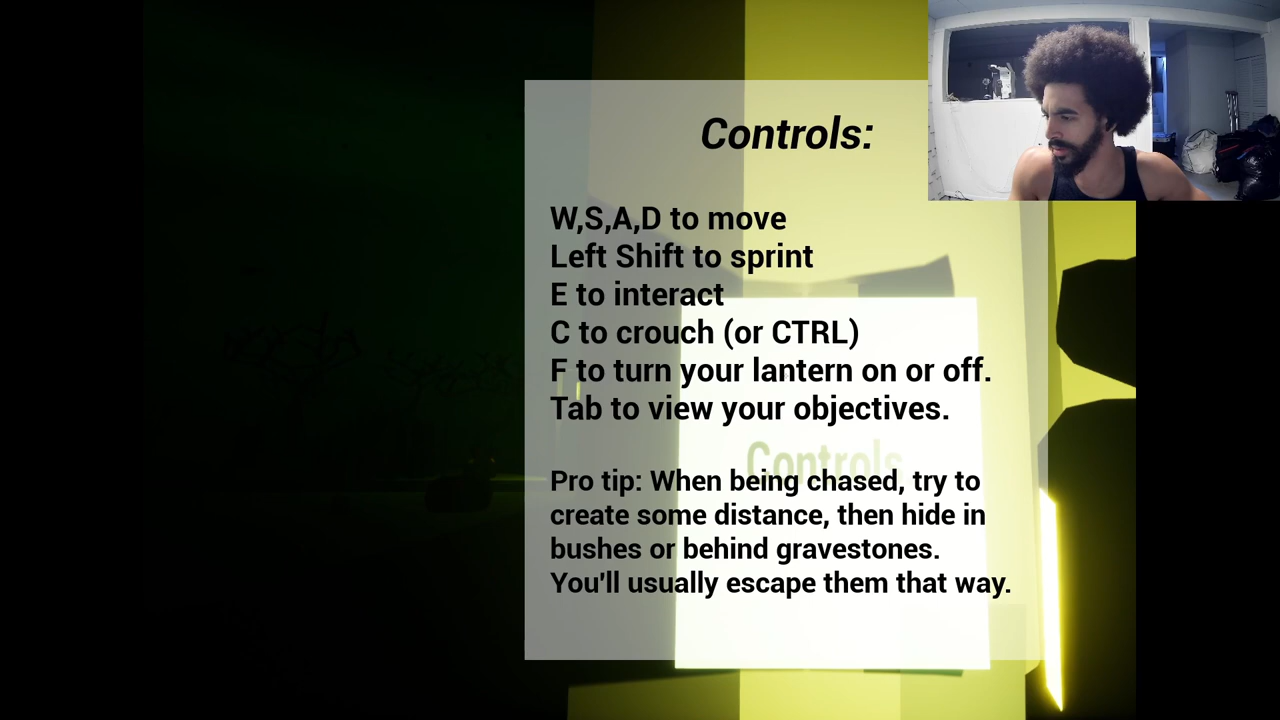 Controls:
W,S,A,D to move
Left Shift to sprint
E to interact
C to crouch (or CTRL)
F to turn your lantern on or off.
Tab to view your objectives.
Controls
Pro tip: When being chased, try to
create some distance, then hide in
bushes or behind gravestones.
You'll usually escape them that way.